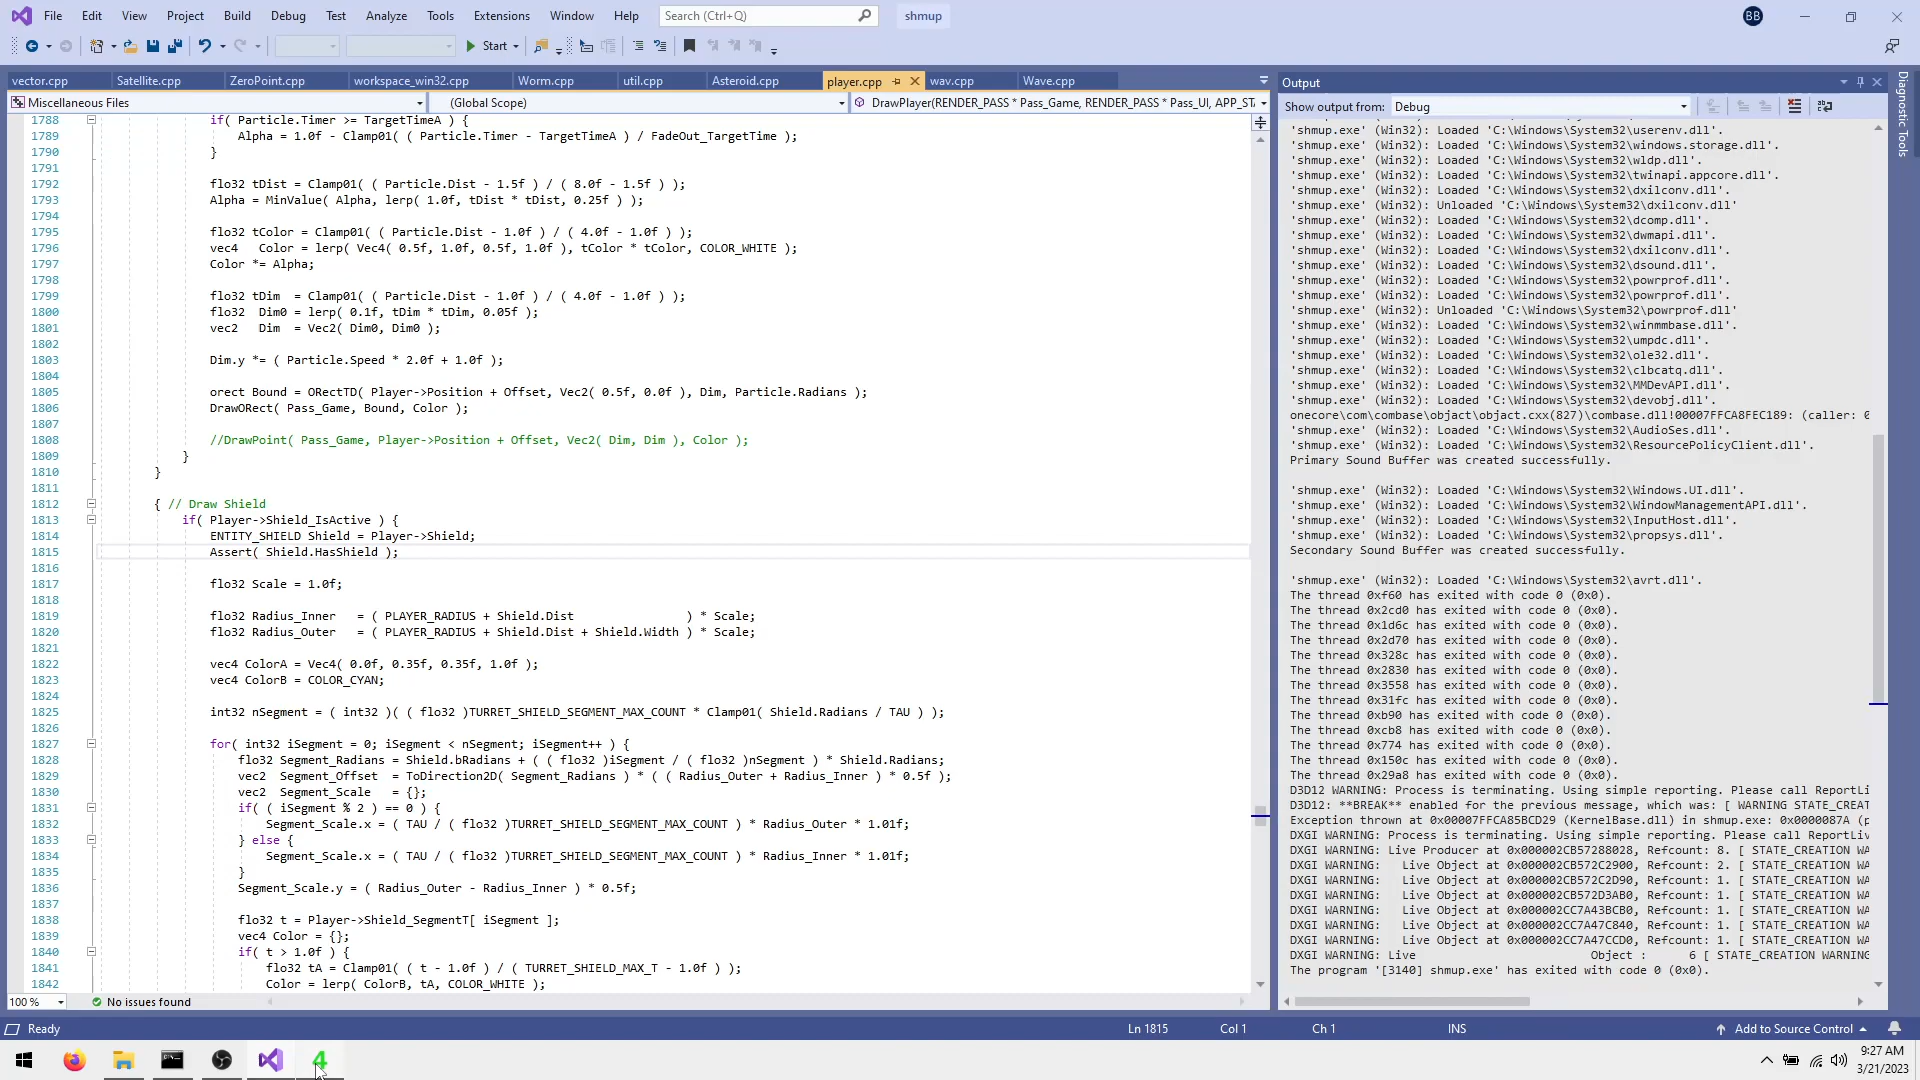 File Edit View Project Build Debug Test Analyze Tools Extensions Window Help Search (Ctrl+Q) shmup BB
Start
vector.cpp Satellite.cpp ZeroPoint.cpp workspace_win32.cpp Worm.cpp util.cpp Asteroid.cpp player.cpp wav.cpp Wave.cpp
Miscellaneous Files (Global Scope) DrawPlayer(RENDER_PASS * Pass_Game, RENDER_PASS * Pass_UI, APP_ST
1788 if( Particle.Timer >= TargetTimeA ) {
1789 Alpha = 1.0f - Clamp01( ( Particle.Timer - TargetTimeA ) / FadeOut_TargetTime );
1790 }
1791
1792 flo32 tDist = Clamp01( ( Particle.Dist - 1.5f ) / ( 8.0f - 1.5f ) );
1793 Alpha = MinValue( Alpha, lerp( 1.0f, tDist * tDist, 0.25f ) );
1794
1795 flo32 tColor = Clamp01( ( Particle.Dist - 1.0f ) / ( 4.0f - 1.0f ) );
1796 vec4 Color = lerp( Vec4( 0.5f, 1.0f, 0.5f, 1.0f ), tColor * tColor, COLOR_WHITE );
1797 Color *= Alpha;
1798
1799 flo32 tDim = Clamp01( ( Particle.Dist - 1.0f ) / ( 4.0f - 1.0f ) );
1800 flo32 Dim0 = lerp( 0.1f, tDim * tDim, 0.05f );
1801 vec2 Dim = Vec2( Dim0, Dim0 );
1802
1803 Dim.y *= ( Particle.Speed * 2.0f + 1.0f );
1804
1805 orect Bound = ORectTD( Player->Position + Offset, Vec2( 0.5f, 0.0f ), Dim, Particle.Radians );
1806 DrawORect( Pass_Game, Bound, Color );
1807
1808 //DrawPoint( Pass_Game, Player->Position + Offset, Vec2( Dim, Dim ), Color );
1809 }
1810 }
1811
1812 { // Draw Shield
1813 if( Player->Shield_IsActive ) {
1814 ENTITY_SHIELD Shield = Player->Shield;
1815 Assert( Shield.HasShield );
1816
1817 flo32 Scale = 1.0f;
1818
1819 flo32 Radius_Inner = ( PLAYER_RADIUS + Shield.Dist ) * Scale;
1820 flo32 Radius_Outer = ( PLAYER_RADIUS + Shield.Dist + Shield.Width ) * Scale;
1821
1822 vec4 ColorA = Vec4( 0.0f, 0.35f, 0.35f, 1.0f );
1823 vec4 ColorB = COLOR_CYAN;
1824
1825 int32 nSegment = ( int32 )( ( flo32 )TURRET_SHIELD_SEGMENT_MAX_COUNT * Clamp01( Shield.Radians / TAU ) );
1826
1827 for( int32 iSegment = 0; iSegment < nSegment; iSegment++ ) {
1828 flo32 Segment_Radians = Shield.bRadians + ( ( flo32 )iSegment / ( flo32 )nSegment ) * Shield.Radians;
1829 vec2 Segment_Offset = ToDirection2D( Segment_Radians ) * ( ( Radius_Outer + Radius_Inner ) * 0.5f );
1830 vec2 Segment_Scale = {};
1831 if( ( iSegment % 2 ) == 0 ) {
1832 Segment_Scale.x = ( TAU / ( flo32 )TURRET_SHIELD_SEGMENT_MAX_COUNT ) * Radius_Outer * 1.01f;
1833 } else {
1834 Segment_Scale.x = ( TAU / ( flo32 )TURRET_SHIELD_SEGMENT_MAX_COUNT ) * Radius_Inner * 1.01f;
1835 }
1836 Segment_Scale.y = ( Radius_Outer - Radius_Inner ) * 0.5f;
1837
1838 flo32 t = Player->Shield_SegmentT[ iSegment ];
1839 vec4 Color = {};
1840 if( t > 1.0f ) {
1841 flo32 tA = Clamp01( ( t - 1.0f ) / ( TURRET_SHIELD_MAX_T - 1.0f ) );
1842 Color = lerp( ColorB, tA, COLOR_WHITE );
100 % No issues found
Output
Show output from: Debug
'shmup.exe' (Win32): Loaded 'C:\Windows\System32\userenv.dll'.
'shmup.exe' (Win32): Loaded 'C:\Windows\System32\windows.storage.dll'.
'shmup.exe' (Win32): Loaded 'C:\Windows\System32\wldp.dll'.
'shmup.exe' (Win32): Loaded 'C:\Windows\System32\twinapi.appcore.dll'.
'shmup.exe' (Win32): Loaded 'C:\Windows\System32\dxilconv.dll'.
'shmup.exe' (Win32): Unloaded 'C:\Windows\System32\dxilconv.dll'
'shmup.exe' (Win32): Loaded 'C:\Windows\System32\dcomp.dll'.
'shmup.exe' (Win32): Loaded 'C:\Windows\System32\dwmapi.dll'.
'shmup.exe' (Win32): Loaded 'C:\Windows\System32\dxilconv.dll'.
'shmup.exe' (Win32): Loaded 'C:\Windows\System32\dsound.dll'.
'shmup.exe' (Win32): Loaded 'C:\Windows\System32\powrprof.dll'.
'shmup.exe' (Win32): Loaded 'C:\Windows\System32\powrprof.dll'.
'shmup.exe' (Win32): Unloaded 'C:\Windows\System32\powrprof.dll'
'shmup.exe' (Win32): Loaded 'C:\Windows\System32\winmmbase.dll'.
'shmup.exe' (Win32): Loaded 'C:\Windows\System32\umpdc.dll'.
'shmup.exe' (Win32): Loaded 'C:\Windows\System32\ole32.dll'.
'shmup.exe' (Win32): Loaded 'C:\Windows\System32\clbcatq.dll'.
'shmup.exe' (Win32): Loaded 'C:\Windows\System32\MMDevAPI.dll'.
'shmup.exe' (Win32): Loaded 'C:\Windows\System32\devobj.dll'.
onecore\com\combase\objact\objact.cxx(827)\combase.dll!00007FFCA8FEC189: (caller: 0
'shmup.exe' (Win32): Loaded 'C:\Windows\System32\AudioSes.dll'.
'shmup.exe' (Win32): Loaded 'C:\Windows\System32\ResourcePolicyClient.dll'.
Primary Sound Buffer was created successfully.
'shmup.exe' (Win32): Loaded 'C:\Windows\System32\Windows.UI.dll'.
'shmup.exe' (Win32): Loaded 'C:\Windows\System32\WindowManagementAPI.dll'.
'shmup.exe' (Win32): Loaded 'C:\Windows\System32\InputHost.dll'.
'shmup.exe' (Win32): Loaded 'C:\Windows\System32\propsys.dll'.
Secondary Sound Buffer was created successfully.
'shmup.exe' (Win32): Loaded 'C:\Windows\System32\avrt.dll'.
The thread 0xf60 has exited with code 0 (0x0).
The thread 0x2cd0 has exited with code 0 (0x0).
The thread 0x1d6c has exited with code 0 (0x0).
The thread 0x2d70 has exited with code 0 (0x0).
The thread 0x328c has exited with code 0 (0x0).
The thread 0x2830 has exited with code 0 (0x0).
The thread 0x3558 has exited with code 0 (0x0).
The thread 0x31fc has exited with code 0 (0x0).
The thread 0xb90 has exited with code 0 (0x0).
The thread 0xcb8 has exited with code 0 (0x0).
The thread 0x774 has exited with code 0 (0x0).
The thread 0x150c has exited with code 0 (0x0).
The thread 0x29a8 has exited with code 0 (0x0).
D3D12 WARNING: Process is terminating. Using simple reporting. Please call ReportLi
D3D12: **BREAK** enabled for the previous message, which was: [ WARNING STATE_CREAT
Exception thrown at 0x00007FFCA85BCD29 (KernelBase.dll) in shmup.exe: 0x0000087A (p
DXGI WARNING: Process is terminating. Using simple reporting. Please call ReportLiv
DXGI WARNING: Live Producer at 0x000002CB57288028, Refcount: 8. [ STATE_CREATION WA
DXGI WARNING: Live Object at 0x000002CB572C2900, Refcount: 2. [ STATE_CREATION WA
DXGI WARNING: Live Object at 0x000002CB572C2D90, Refcount: 1. [ STATE_CREATION WA
DXGI WARNING: Live Object at 0x000002CB572D3AB0, Refcount: 1. [ STATE_CREATION WA
DXGI WARNING: Live Object at 0x000002CC7A43BCB0, Refcount: 1. [ STATE_CREATION WA
DXGI WARNING: Live Object at 0x000002CC7A47C840, Refcount: 1. [ STATE_CREATION WA
DXGI WARNING: Live Object at 0x000002CC7A47CCD0, Refcount: 1. [ STATE_CREATION WA
DXGI WARNING: Live Object : 6 [ STATE_CREATION WARNING
The program '[3140] shmup.exe' has exited with code 0 (0x0).
Diagnostic Tools
Ready Ln 1815 Col 1 Ch 1 INS Add to Source Control
4
9:27 AM
3/21/2023